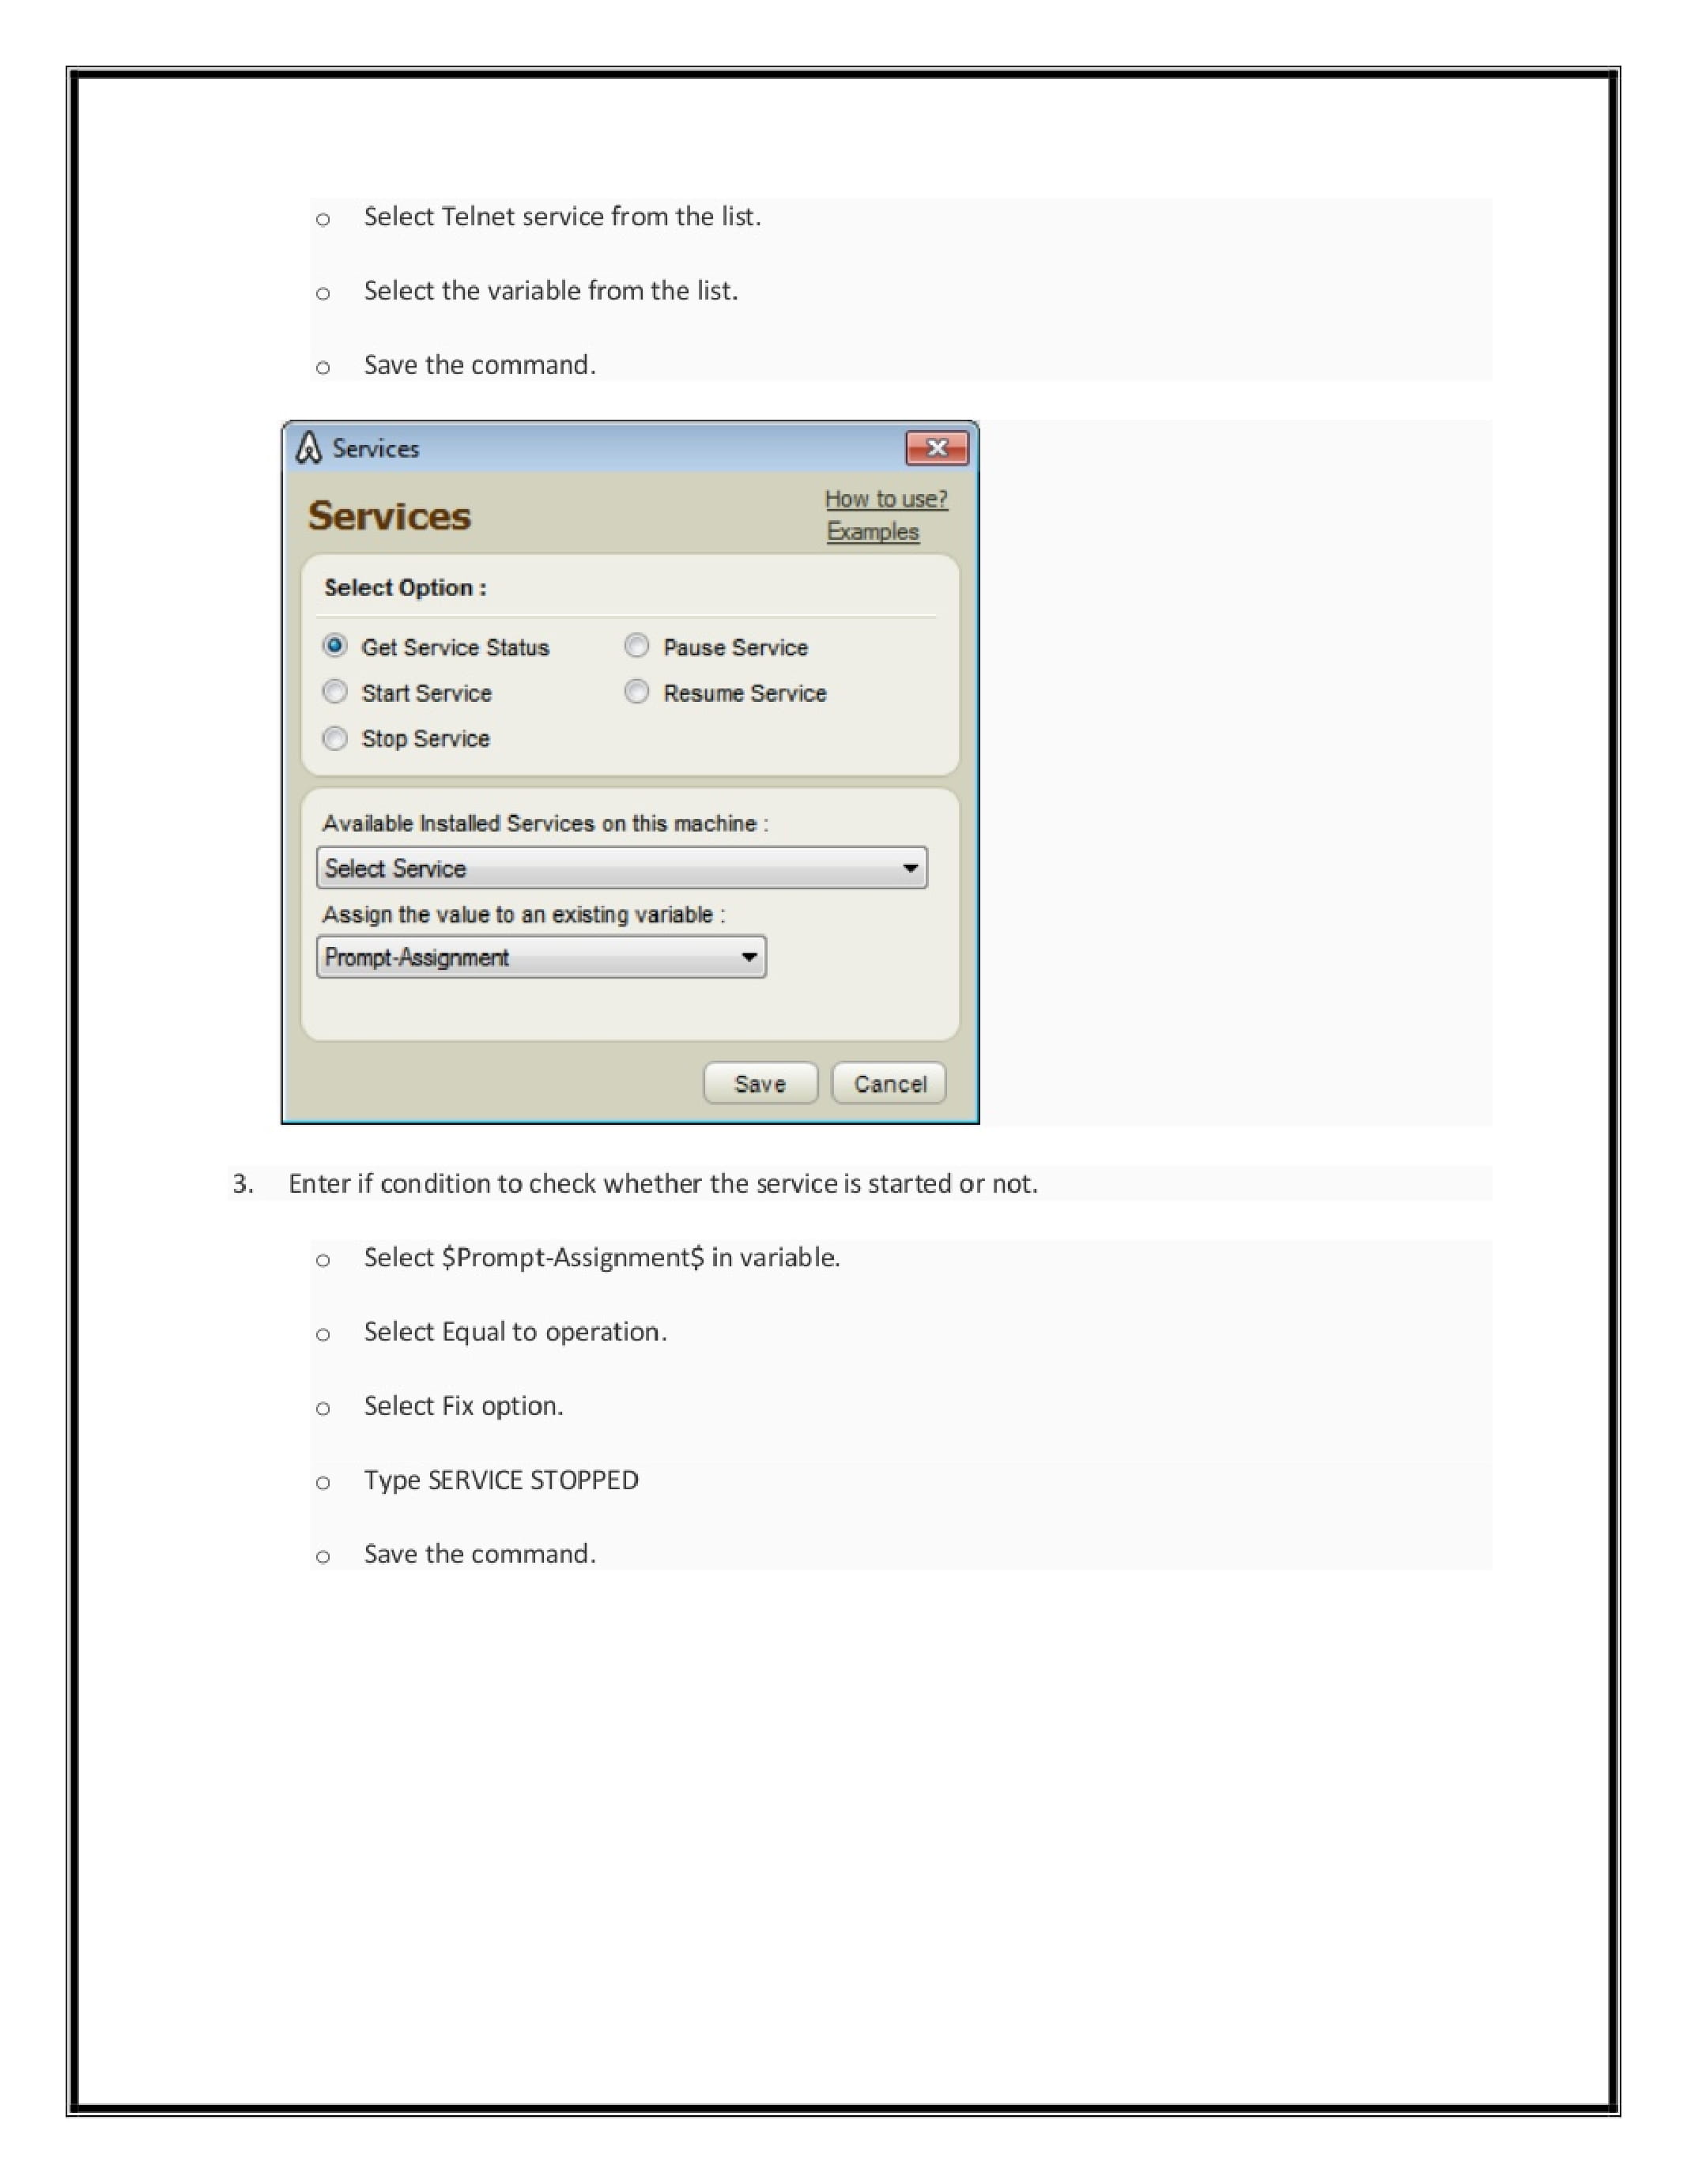 o Select Telnet service from the list.
o Select the variable from the list.
o Save the command.
Services
Services
How to use?
Examples
Select Option :
Get Service Status
Pause Service
Start Service
Resume Service
Stop Service
Available Installed Services on this machine :
Select Service
Assign the value to an existing variable :
Prompt-Assignment
Save Cancel
3. Enter if condition to check whether the service is started or not.
o Select $Prompt-Assignment$ in variable.
o Select Equal to operation.
o Select Fix option.
o Type SERVICE STOPPED
o Save the command.